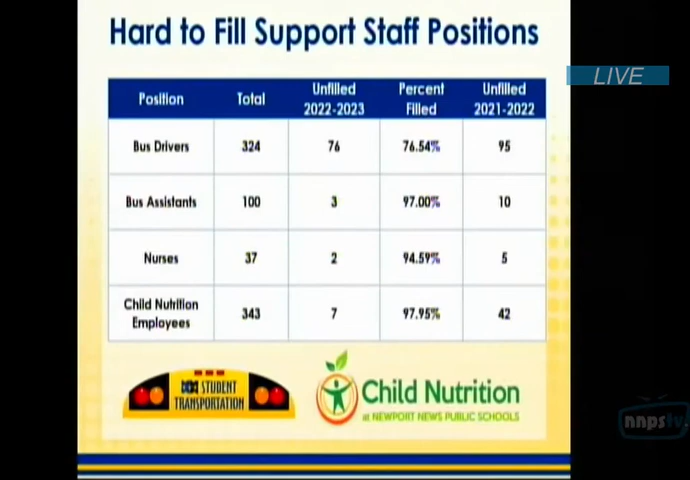 Hard to Fill Support Staff Positions
LIVE
Position Total Unfilled 2022-2023 Percent Filled Unfilled 2021-2022
Bus Drivers 324 76 76.54% 95
Bus Assistants 100 3 97.00% 10
Nurses 37 2 94.59% 5
Child Nutrition Employees 343 7 97.95% 42
STUDENT
TRANSPORTATION
Child Nutrition
at NEWPORT NEWS PUBLIC SCHOOLS
nnpstv